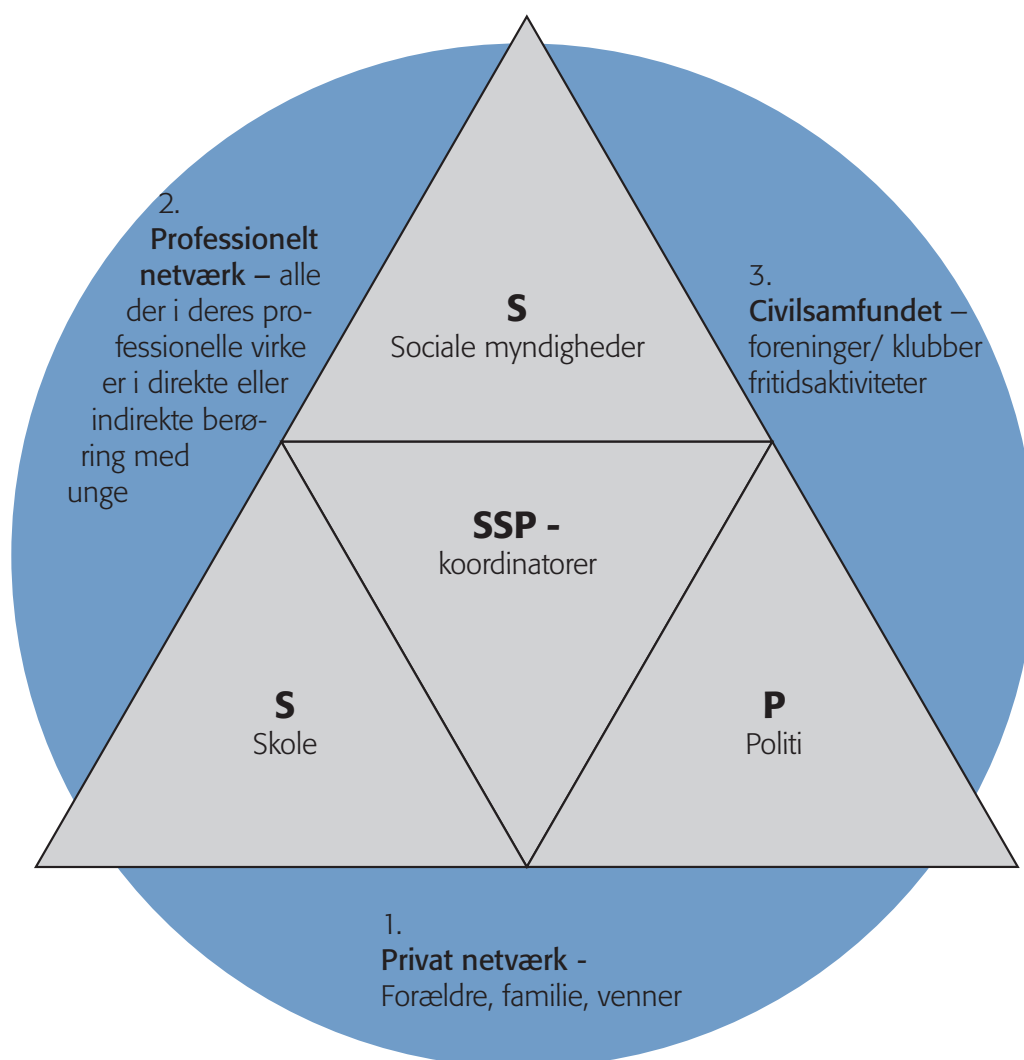 2.
Professionelt
netværk – alle
der i deres pro-
fessionelle virke
er i direkte eller
indirekte berø-
ring med
unge
S
Sociale myndigheder
3.
Civilsamfundet –
foreninger/ klubber
fritidsaktiviteter
SSP -
koordinatorer
S
Skole
P
Politi
1.
Privat netværk -
Forældre, familie, venner